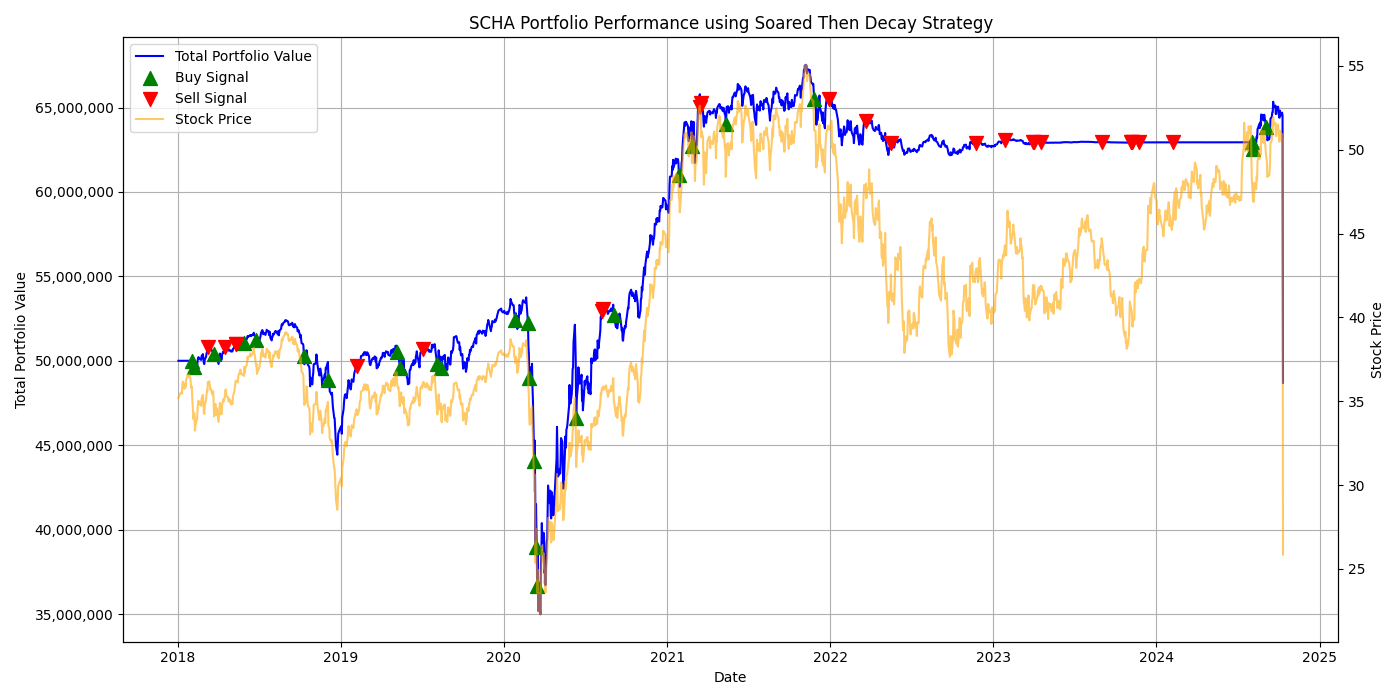 SCHA Portfolio Performance using Soared Then Decay Strategy
Total Portfolio Value
Buy Signal
Sell Signal
Stock Price
Total Portfolio Value
65,000,000
60,000,000
55,000,000
50,000,000
45,000,000
40,000,000
35,000,000
55
50
45
40
35
30
25
Stock Price
2018 2019 2020 2021 2022 2023 2024 2025
Date